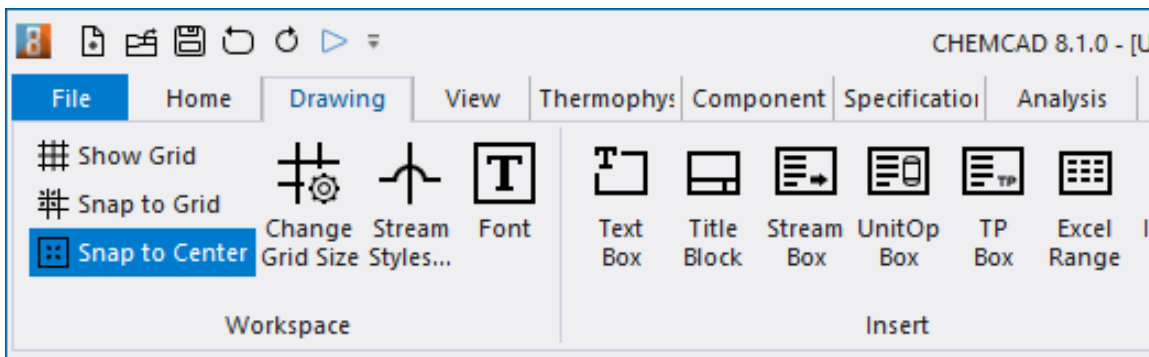 8
CHEMCAD 8.1.0 - [U
File Home Drawing View Thermophys Component Specification Analysis
Show Grid
Snap to Grid
Snap to Center
Change
Grid Size
Stream
Styles...
T
Font
T
Text
Box
Title
Block
Stream
Box
UnitOp
Box
TP
TP
Box
Excel
Range
I
Workspace
Insert